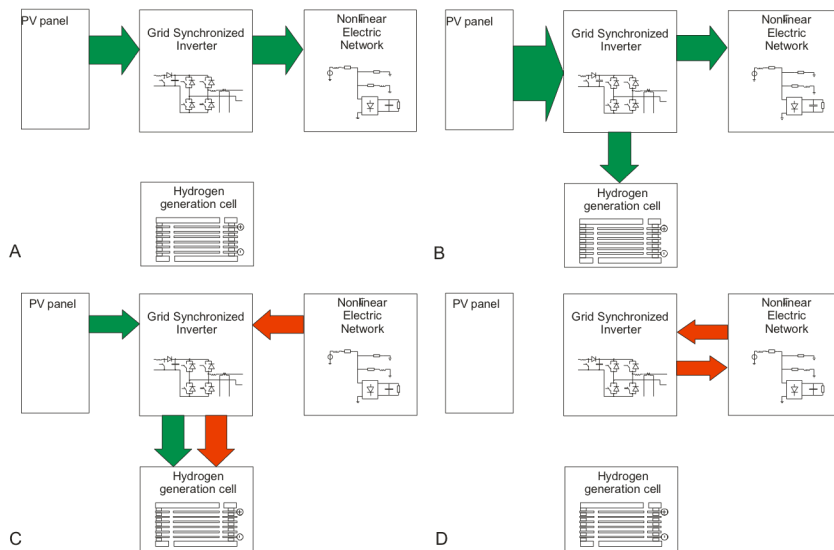 PV panel
Grid Synchronized
Inverter
Nonlinear
Electric
Network
Hydrogen
generation cell
A
PV panel
Grid Synchronized
Inverter
Nonlinear
Electric
Network
Hydrogen
generation cell
B
PV panel
Grid Synchronized
Inverter
Nonlinear
Electric
Network
Hydrogen
generation cell
C
PV panel
Grid Synchronized
Inverter
Nonlinear
Electric
Network
Hydrogen
generation cell
D